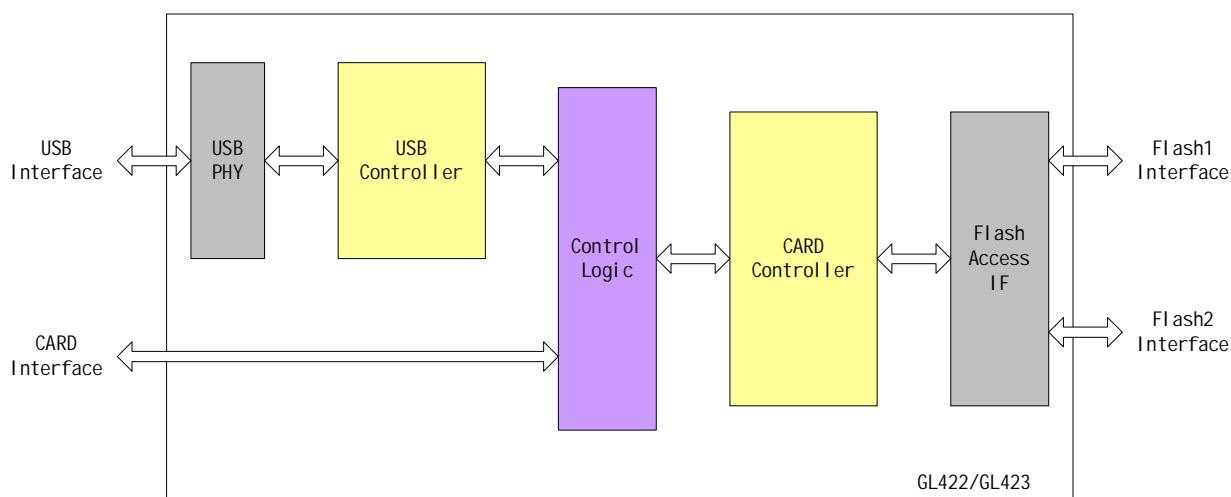 USB
Interface
USB
PHY
USB
Controller
Control
Logic
CARD
Controller
Flash
Access
IF
Flash1
Interface
Flash2
Interface
CARD
Interface
GL422/GL423